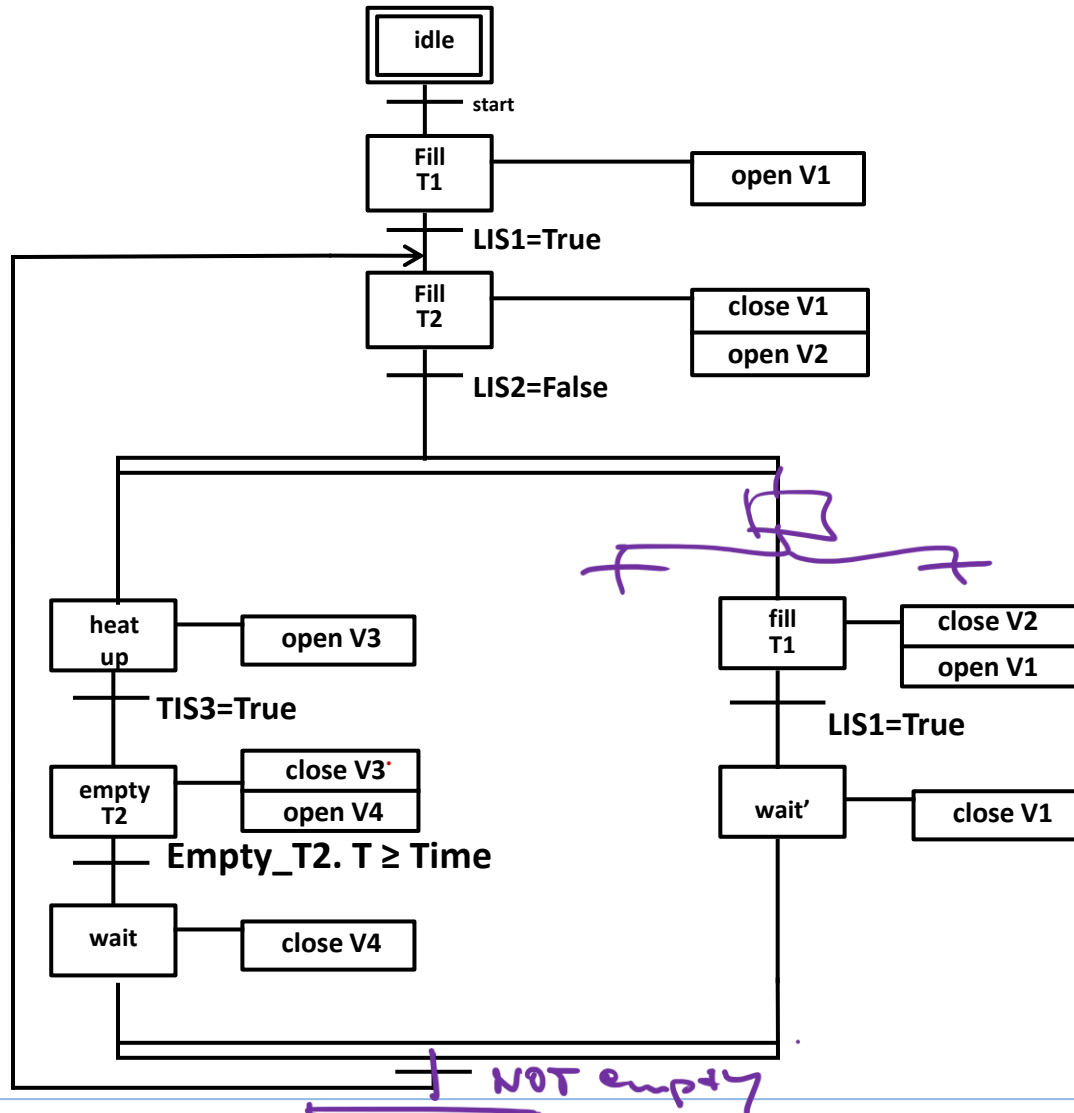 idle
start
Fill
T1
open V1
LIS1=True
Fill
T2
close V1
open V2
LIS2=False
heat
up
open V3
fill
T1
close V2
open V1
TIS3=True
LIS1=True
empty
T2
close V3
open V4
wait’
close V1
Empty_T2. T ≥ Time
wait
close V4
NOT empty